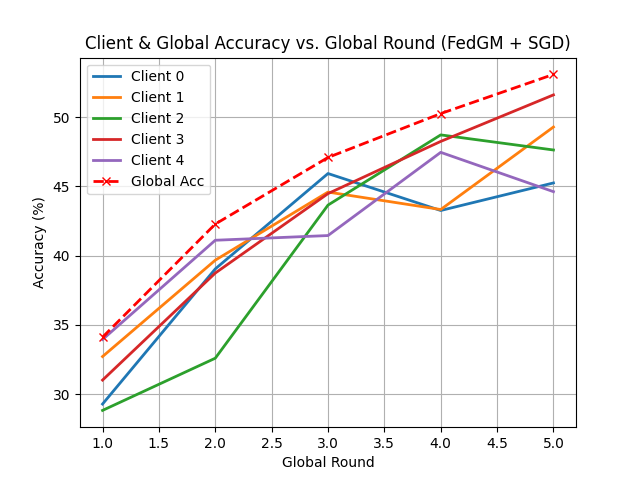 Client & Global Accuracy vs. Global Round (FedGM + SGD)
Client 0
Client 1
Client 2
Client 3
Client 4
Global Acc
Accuracy (%)
50
45
40
35
30
1.0 1.5 2.0 2.5 3.0 3.5 4.0 4.5 5.0
Global Round